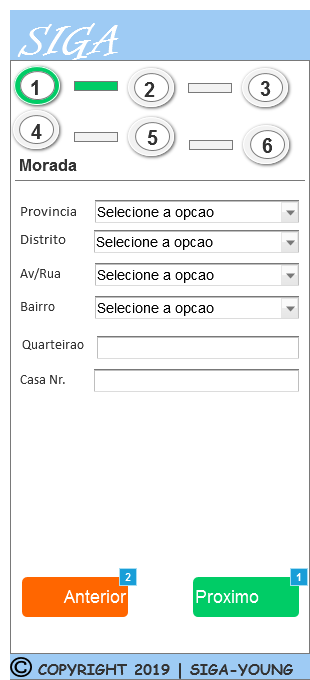 SIGA
1 2 3
4 5 6
Morada
Provincia Selecione a opcao
Distrito Selecione a opcao
Av/Rua Selecione a opcao
Bairro Selecione a opcao
Quarteirao
Casa Nr.
2 1
Anterior Proximo
© COPYRIGHT 2019 | SIGA-YOUNG